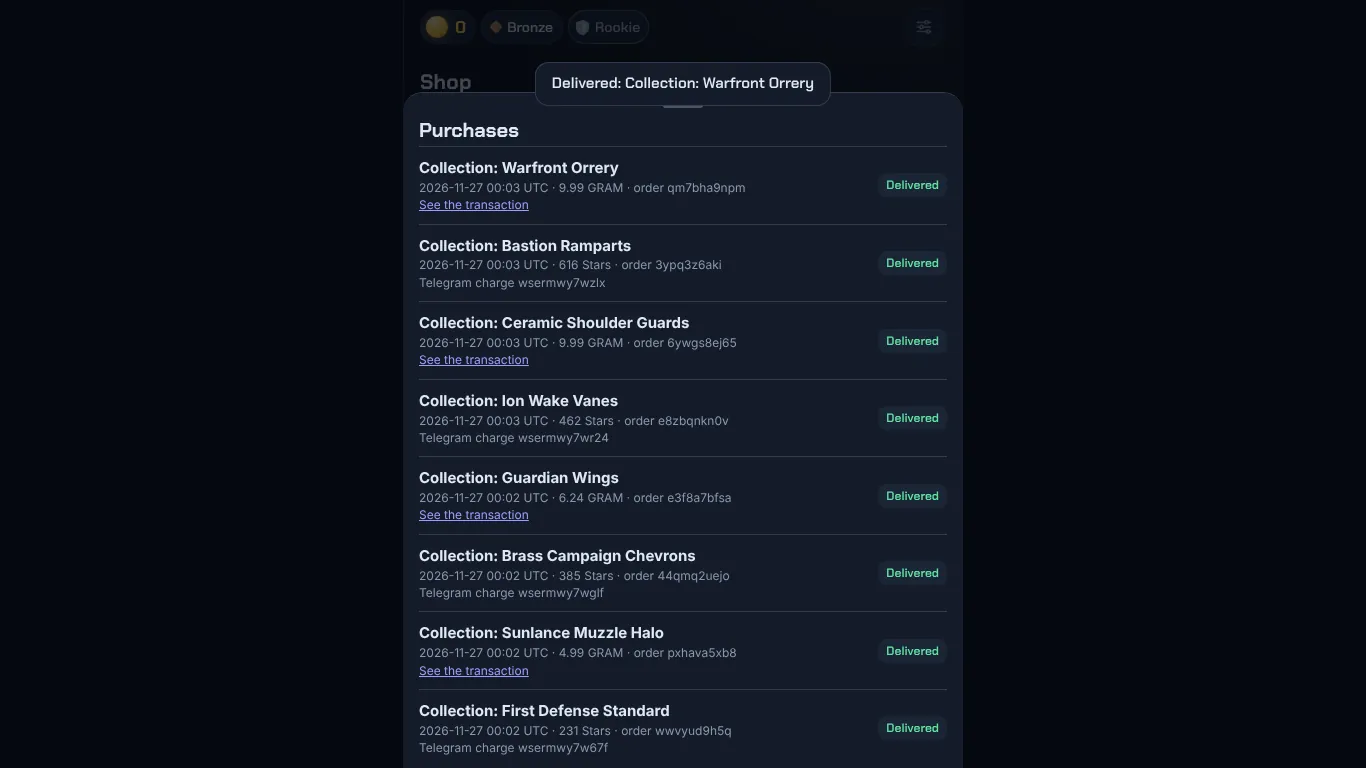 0
Bronze
Rookie
Shop
Delivered: Collection: Warfront Orrery
Purchases
Collection: Warfront Orrery
2026-11-27 00:03 UTC · 9.99 GRAM · order qm7bha9npm
See the transaction
Delivered
Collection: Bastion Ramparts
2026-11-27 00:03 UTC · 616 Stars · order 3ypq3z6aki
Telegram charge wsermwy7wzlx
Delivered
Collection: Ceramic Shoulder Guards
2026-11-27 00:03 UTC · 9.99 GRAM · order 6ywgs8ej65
See the transaction
Delivered
Collection: Ion Wake Vanes
2026-11-27 00:03 UTC · 462 Stars · order e8zbqnkn0v
Telegram charge wsermwy7wr24
Delivered
Collection: Guardian Wings
2026-11-27 00:02 UTC · 6.24 GRAM · order e3f8a7bfsa
See the transaction
Delivered
Collection: Brass Campaign Chevrons
2026-11-27 00:02 UTC · 385 Stars · order 44qmq2uejo
Telegram charge wsermwy7wglf
Delivered
Collection: Sunlance Muzzle Halo
2026-11-27 00:02 UTC · 4.99 GRAM · order pxhava5xb8
See the transaction
Delivered
Collection: First Defense Standard
2026-11-27 00:02 UTC · 231 Stars · order wwvyud9h5q
Telegram charge wsermwy7w67f
Delivered